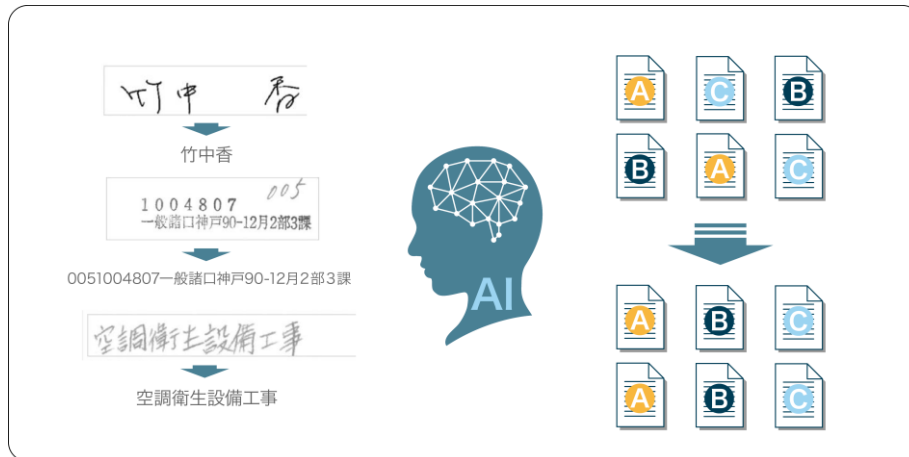 竹中 香
竹中香
005
1004807
一般諸口神戸90-12月2部3課
0051004807一般諸口神戸90-12月2部3課
空調衛生設備工事
空調衛生設備工事
AI
A C B
B A C
A B C
A B C